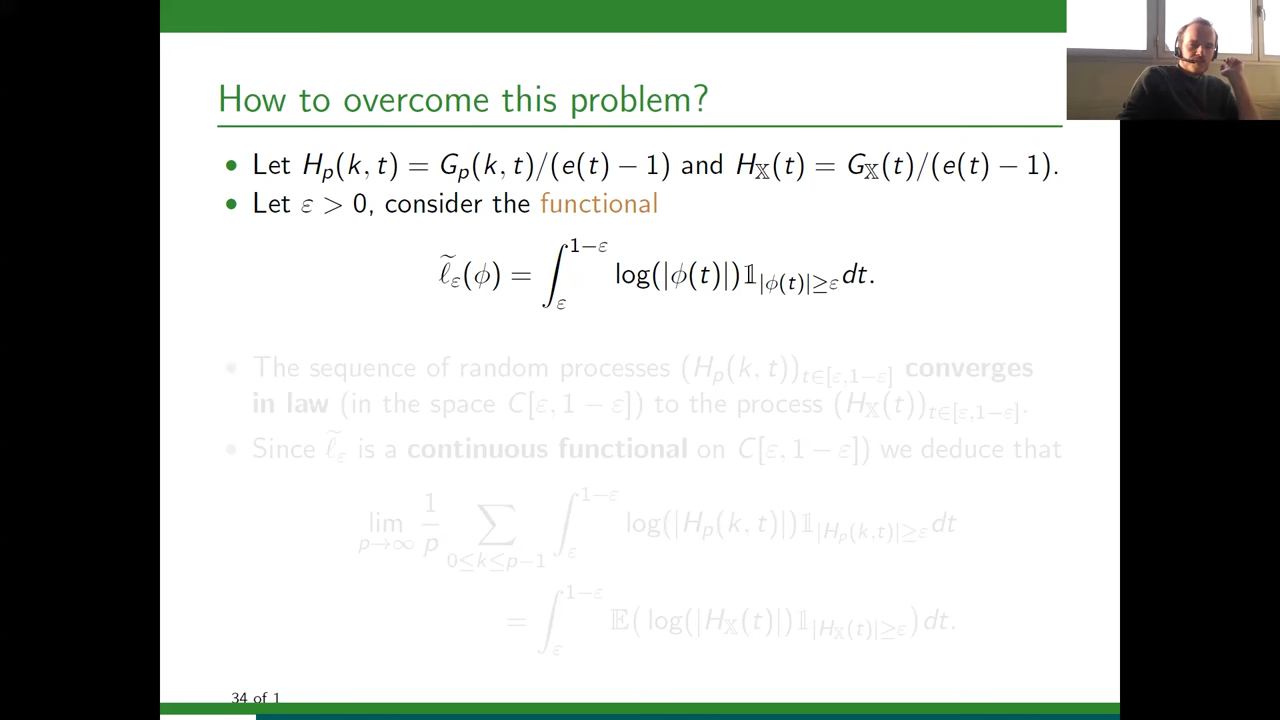 How to overcome this problem?
• Let H_p(k, t) = G_p(k, t)/(e(t) − 1) and H_𝕏(t) = G_𝕏(t)/(e(t) − 1).
• Let ε > 0, consider the functional
ℓ̃_ε(ϕ) = ∫_ε^{1−ε} log(|ϕ(t)|)𝟙_{|ϕ(t)|≥ε} dt.
• The sequence of random processes (H_p(k, t))_{t∈[ε,1−ε]} converges
in law (in the space C[ε, 1 − ε]) to the process (H_𝕏(t))_{t∈[ε,1−ε]}.
• Since ℓ̃_ε is a continuous functional on C[ε, 1 − ε]) we deduce that
lim_{p→∞} 1/p ∑_{0≤k≤p−1} ∫_ε^{1−ε} log(|H_p(k, t)|)𝟙_{|H_p(k,t)|≥ε} dt
= ∫_ε^{1−ε} 𝔼( log(|H_𝕏(t)|)𝟙_{|H_𝕏(t)|≥ε}) dt.
34 of 1